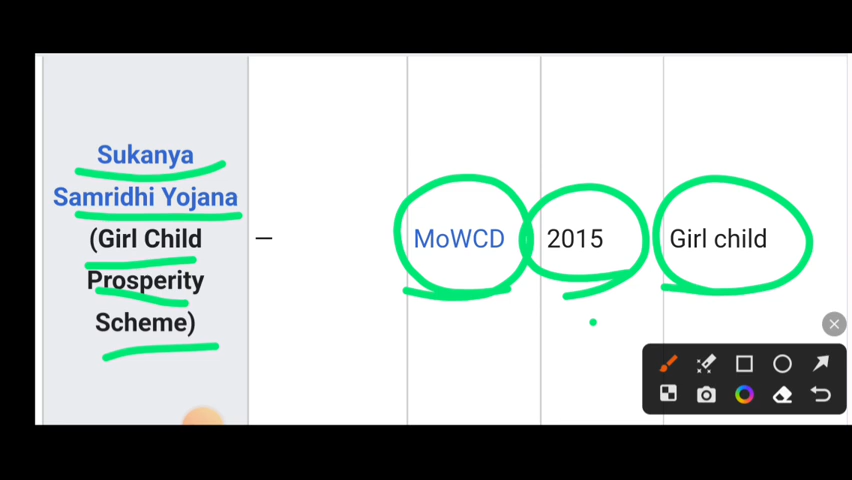 Sukanya
Samridhi Yojana
(Girl Child
Prosperity
Scheme)
—
MoWCD
2015
Girl child